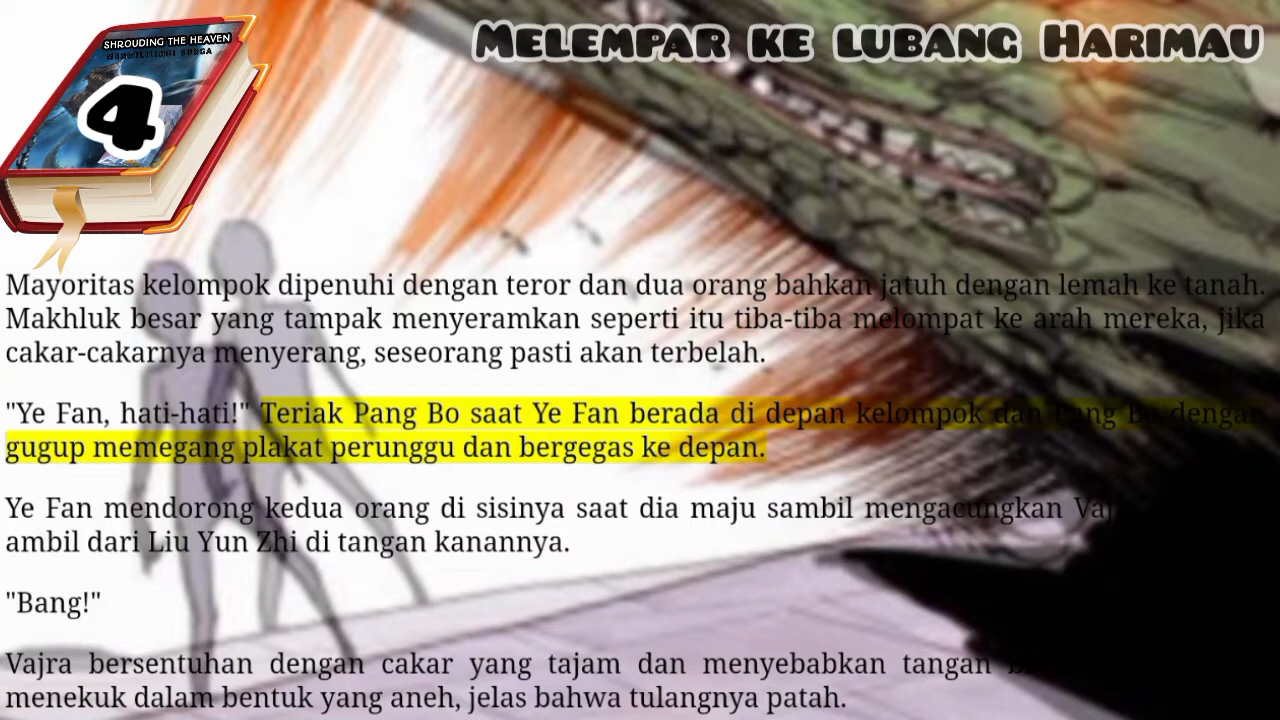 SHROUDING THE HEAVEN
4
Melempar ke lubang Harimau
Mayoritas kelompok dipenuhi dengan teror dan dua orang bahkan jatuh dengan lemah ke tanah.
Makhluk besar yang tampak menyeramkan seperti itu tiba-tiba melompat ke arah mereka, jika
cakar-cakarnya menyerang, seseorang pasti akan terbelah.
"Ye Fan, hati-hati!" Teriak Pang Bo saat Ye Fan berada di depan kelompok dan Pang Bo dengan
gugup memegang plakat perunggu dan bergegas ke depan.
Ye Fan mendorong kedua orang di sisinya saat dia maju sambil mengacungkan
ambil dari Liu Yun Zhi di tangan kanannya.
"Bang!"
Vajra bersentuhan dengan cakar yang tajam dan menyebabkan tangan
menekuk dalam bentuk yang aneh, jelas bahwa tulangnya patah.